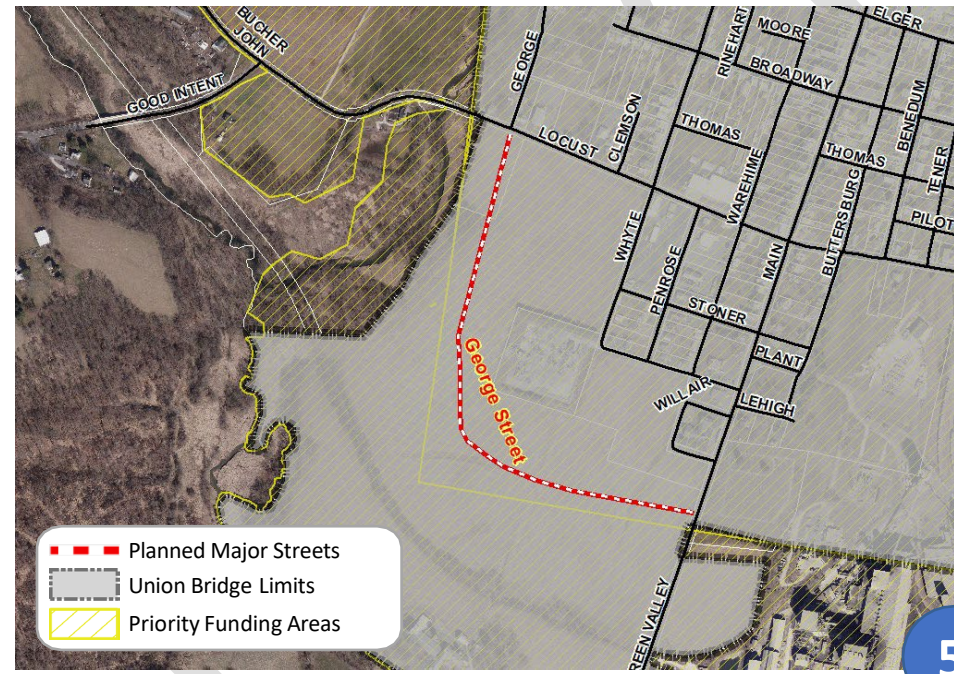 ELGER
MOORE
RINEHART
BUCHER
JOHN
GEORGE
BROADWAY
GOOD INTENT
BENEDUM
CLEMSON
THOMAS
LOCUST
THOMAS
TENER
WAREHIME
BUTTERSBURG
PILOT
WHYTE
PENROSE
MAIN
STONER
George Street
PLANT
WILLAIR
LEHIGH
Planned Major Streets
Union Bridge Limits
Priority Funding Areas
REEN VALLEY
5